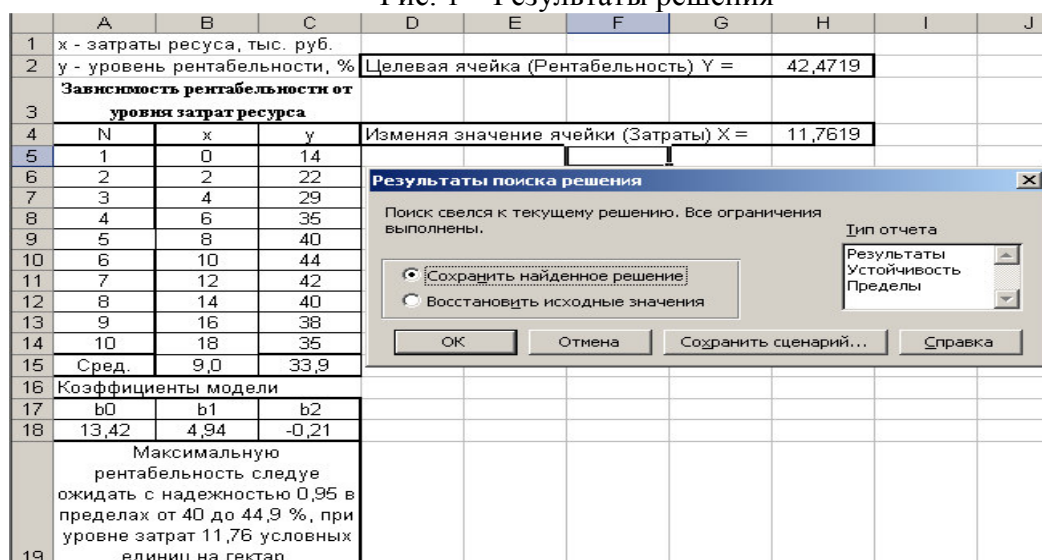 Рис. 1 – Результаты решения
A B C D E F G H I J
1 х - затраты ресуса, тыс. руб.
2 у - уровень рентабельности, % Целевая ячейка (Рентабельность) Y = 42,4719
Зависимость рентабельности от
3 уровня затрат ресурса
4 N x y Изменяя значение ячейки (Затраты) X = 11,7619
5 1 0 14
6 2 2 22
7 3 4 29
8 4 6 35
9 5 8 40
10 6 10 44
11 7 12 42
12 8 14 40
13 9 16 38
14 10 18 35
15 Сред. 9,0 33,9
16 Коэффициенты модели
17 b0 b1 b2
18 13,42 4,94 -0,21
Максимальную
рентабельность следуе
ожидать с надежностью 0,95 в
пределах от 40 до 44,9 %, при
уровне затрат 11,76 условных
19 единиц на гектар
Результаты поиска решения
Поиск свелся к текущему решению. Все ограничения
выполнены.
Тип отчета
Результаты
Устойчивость
Пределы
Сохранить найденное решение
Восстановить исходные значения
ОК Отмена Сохранить сценарий... Справка